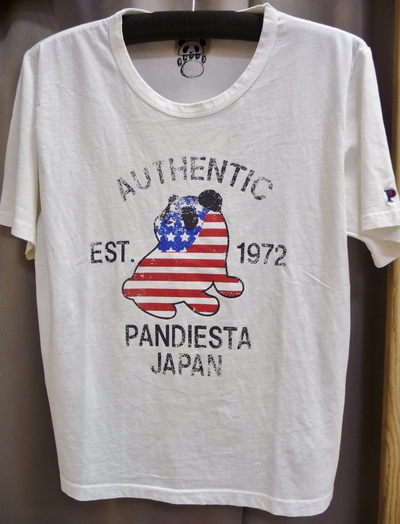 AUTHENTIC
EST. 1972
PANDIESTA
JAPAN
P